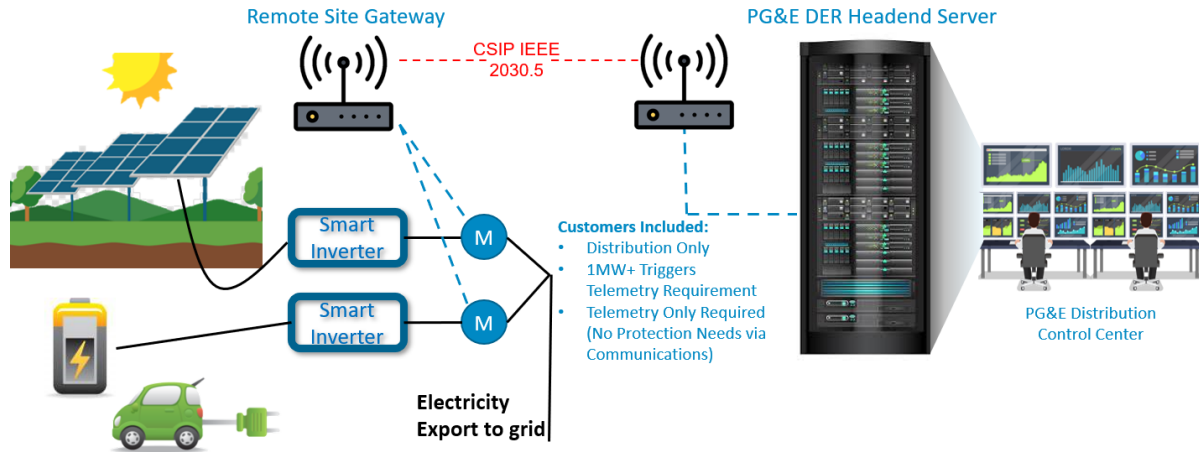 Remote Site Gateway
PG&E DER Headend Server
CSIP IEEE
2030.5
Smart
Inverter
M
Smart
Inverter
M
Customers Included:
• Distribution Only
• 1MW+ Triggers
Telemetry Requirement
• Telemetry Only Required
(No Protection Needs via
Communications)
PG&E Distribution
Control Center
Electricity
Export to grid